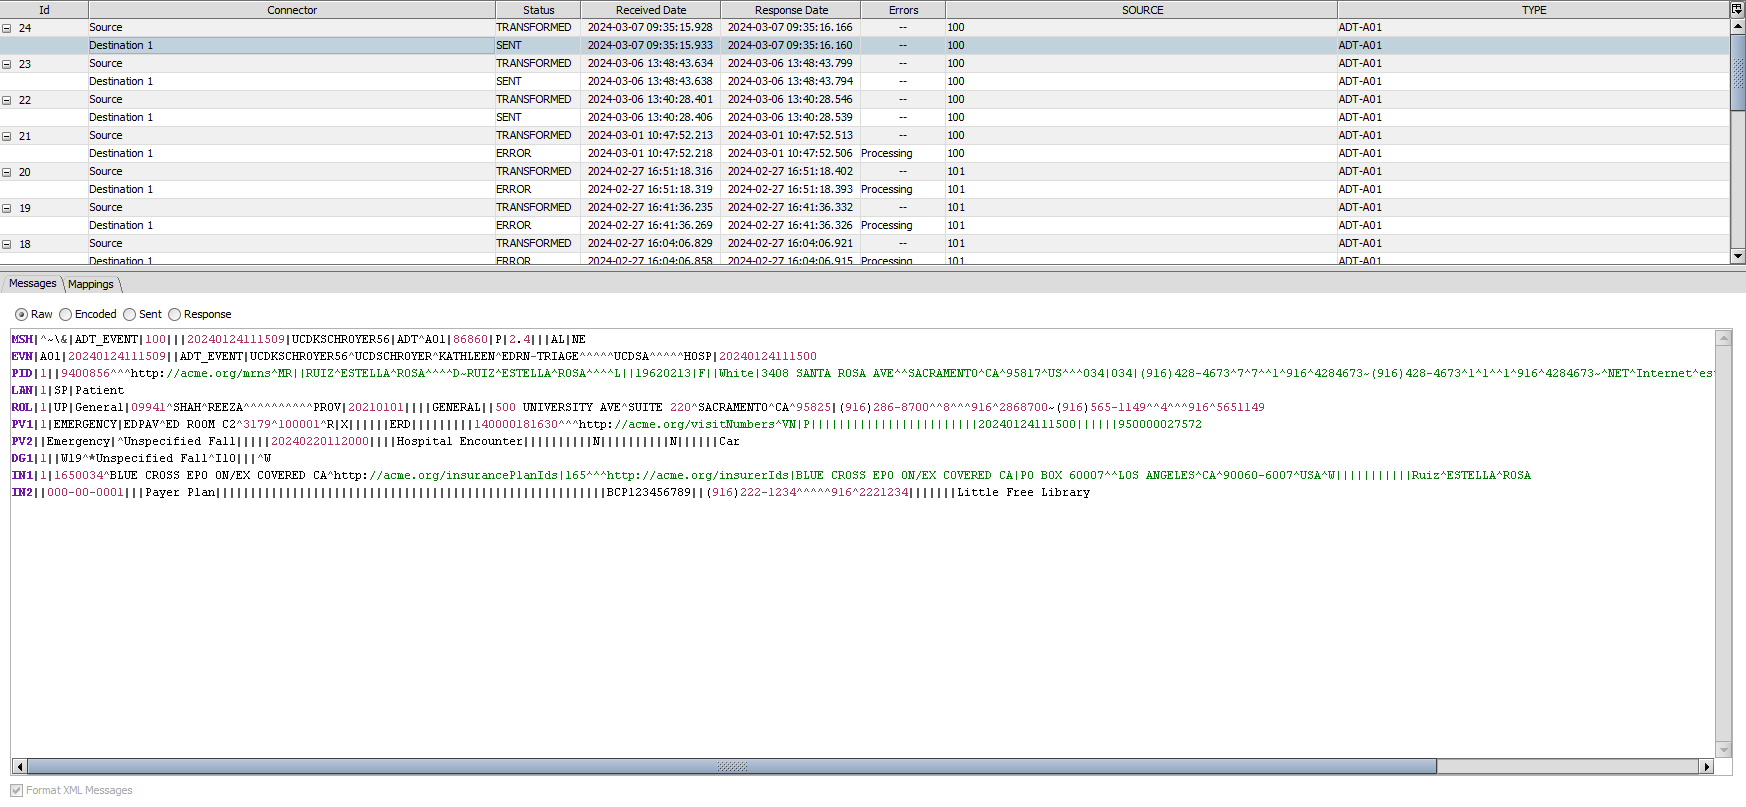 Id Connector Status Received Date Response Date Errors SOURCE TYPE
24 Source TRANSFORMED 2024-03-07 09:35:15.928 2024-03-07 09:35:16.166 -- 100 ADT-A01
Destination 1 SENT 2024-03-07 09:35:15.933 2024-03-07 09:35:16.160 -- 100 ADT-A01
23 Source TRANSFORMED 2024-03-06 13:48:43.634 2024-03-06 13:48:43.799 -- 100 ADT-A01
Destination 1 SENT 2024-03-06 13:48:43.638 2024-03-06 13:48:43.794 -- 100 ADT-A01
22 Source TRANSFORMED 2024-03-06 13:40:28.401 2024-03-06 13:40:28.546 -- 100 ADT-A01
Destination 1 SENT 2024-03-06 13:40:28.406 2024-03-06 13:40:28.539 -- 100 ADT-A01
21 Source TRANSFORMED 2024-03-01 10:47:52.213 2024-03-01 10:47:52.513 -- 100 ADT-A01
Destination 1 ERROR 2024-03-01 10:47:52.218 2024-03-01 10:47:52.506 Processing 100 ADT-A01
20 Source TRANSFORMED 2024-02-27 16:51:18.316 2024-02-27 16:51:18.402 -- 101 ADT-A01
Destination 1 ERROR 2024-02-27 16:51:18.319 2024-02-27 16:51:18.393 Processing 101 ADT-A01
19 Source TRANSFORMED 2024-02-27 16:41:36.235 2024-02-27 16:41:36.332 -- 101 ADT-A01
Destination 1 ERROR 2024-02-27 16:41:36.269 2024-02-27 16:41:36.326 Processing 101 ADT-A01
18 Source TRANSFORMED 2024-02-27 16:04:06.829 2024-02-27 16:04:06.921 -- 101 ADT-A01
Destination 1 ERROR 2024-02-27 16:04:06.858 2024-02-27 16:04:06.915 Processing 101 ADT-A01
Messages Mappings
Raw Encoded Sent Response
MSH|^~\&|ADT_EVENT|100|||20240124111509|UCDKSCHROYER56|ADT^A01|86860|P|2.4|||AL|NE
EVN|A01|20240124111509||ADT_EVENT|UCDKSCHROYER56^UCDSCHROYER^KATHLEEN^EDRN-TRIAGE^^^^^UCDSA^^^^^HOSP|20240124111500
PID|1||9400856^^^http://acme.org/mrns^MR||RUIZ^ESTELLA^ROSA^^^^D~RUIZ^ESTELLA^ROSA^^^^L||19620213|F||White|3408 SANTA ROSA AVE^^SACRAMENTO^CA^95817^US^^^034|034|(916)428-4673^7^7^^1^916^4284673~(916)428-4673^1^1^^1^916^4284673~^NET^Internet^es
LAN|1|SP|Patient
ROL|1|UP|General|09941^SHAH^REEZA^^^^^^^^^^PROV|20210101||||GENERAL||500 UNIVERSITY AVE^SUITE 220^SACRAMENTO^CA^95825|(916)286-8700^^8^^^916^2868700~(916)565-1149^^4^^^916^5651149
PV1|1|EMERGENCY|EDPAV^ED ROOM C2^3179^100001^R|X||||||ERD|||||||||140000181630^^^http://acme.org/visitNumbers^VN|P||||||||||||||||||||||||20240124111500||||||950000027572
PV2||Emergency|^Unspecified Fall|||||20240220112000||||Hospital Encounter||||||||||N||||||||||N||||||Car
DG1|1||W19^*Unspecified Fall^I10|||^W
IN1|1|1650034^BLUE CROSS EPO ON/EX COVERED CA^http://acme.org/insurancePlanIds|165^^^http://acme.org/insurerIds|BLUE CROSS EPO ON/EX COVERED CA|PO BOX 60007^^LOS ANGELES^CA^90060-6007^USA^W|||||||||||Ruiz^ESTELLA^ROSA
IN2||000-00-0001|||Payer Plan||||||||||||||||||||||||||||||||||||||||||||||||||||||||BCP123456789||(916)222-1234^^^^^916^2221234|||||||Little Free Library
Format XML Messages